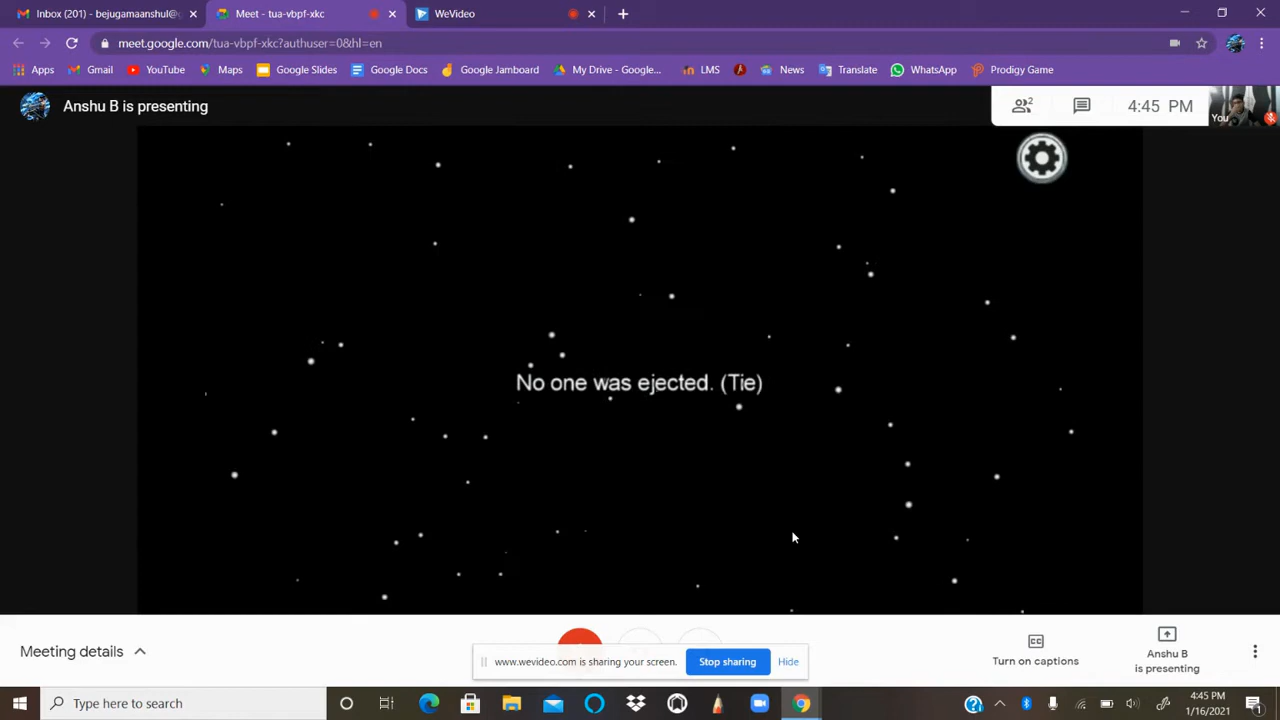 Inbox (201) - bejugamaanshul@
Meet - tua-vbpf-xkc
WeVideo
meet.google.com/tua-vbpf-xkc?authuser=0&hl=en
Apps
Gmail
YouTube
Maps
Google Slides
Google Docs
Google Jamboard
My Drive - Google...
LMS
News
Translate
WhatsApp
Prodigy Game
Anshu B is presenting
2
4:45 PM
You
No one was ejected. (Tie)
Meeting details
www.wevideo.com is sharing your screen.
Stop sharing
Hide
CC
Turn on captions
Anshu B
is presenting
Type here to search
4:45 PM
1/16/2021